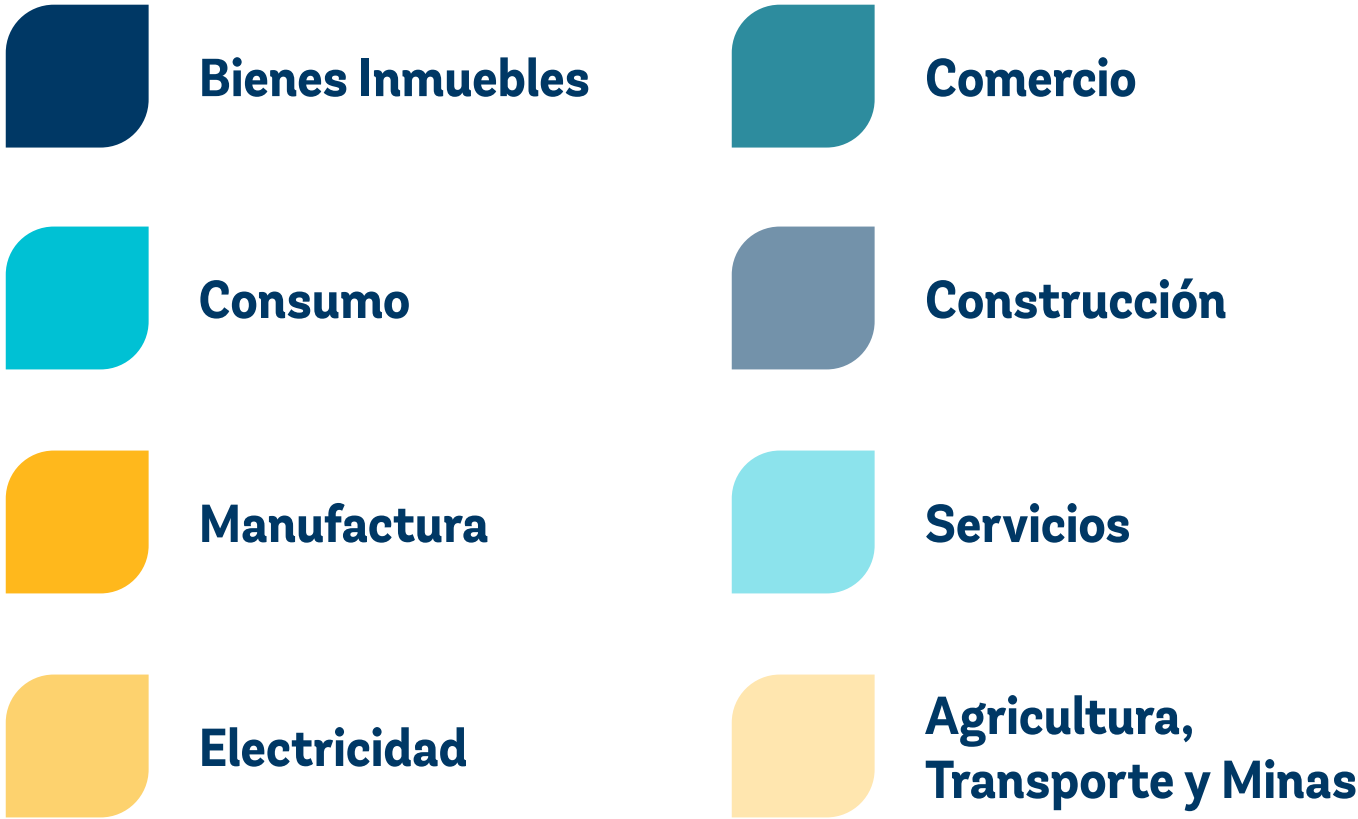 Bienes Inmuebles
Comercio
Consumo
Construcción
Manufactura
Servicios
Electricidad
Agricultura,
Transporte y Minas